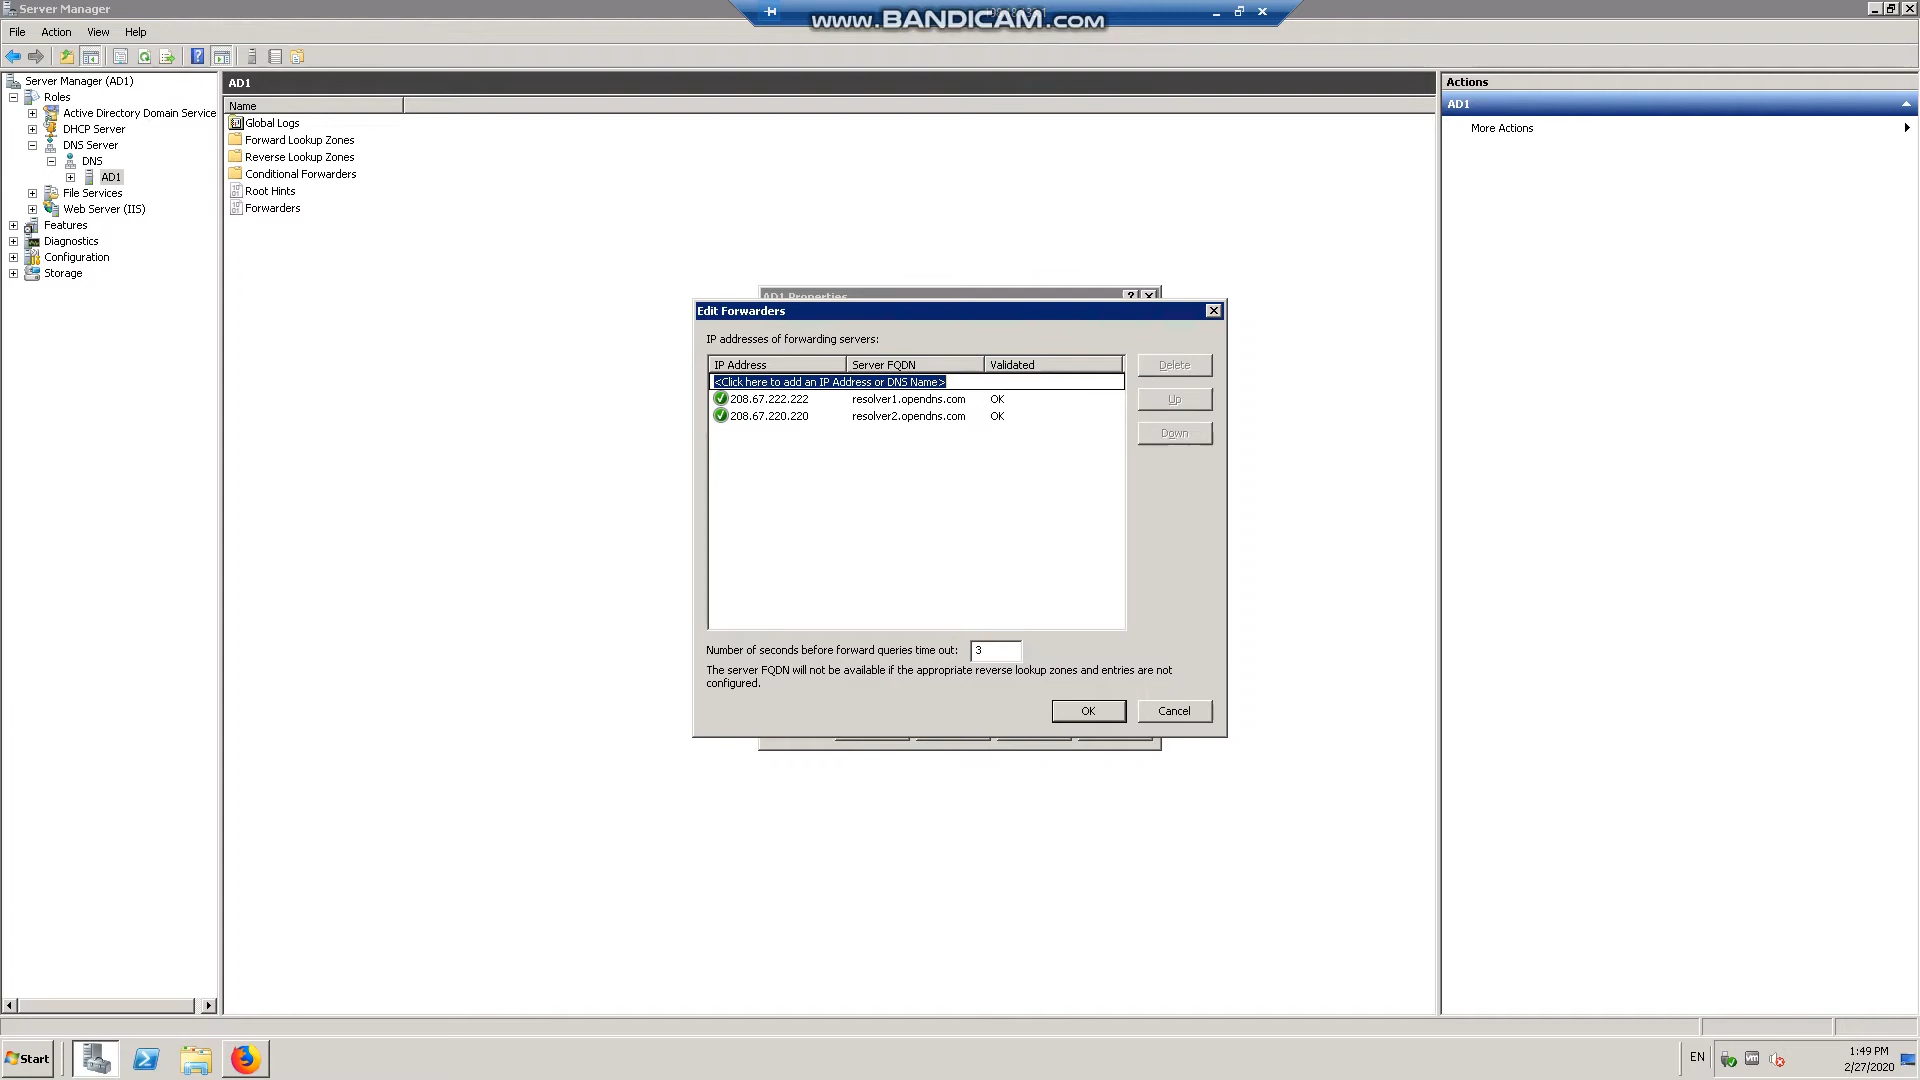 Server Manager
www.BANDICAM.com
File Action View Help
Server Manager (AD1)
Roles
Active Directory Domain Service
DHCP Server
DNS Server
DNS
AD1
File Services
Web Server (IIS)
Features
Diagnostics
Configuration
Storage
AD1
Name
Global Logs
Forward Lookup Zones
Reverse Lookup Zones
Conditional Forwarders
Root Hints
Forwarders
Actions
AD1
More Actions
AD1 Properties
Edit Forwarders
IP addresses of forwarding servers:
IP Address Server FQDN Validated
<Click here to add an IP Address or DNS Name>
208.67.222.222 resolver1.opendns.com OK
208.67.220.220 resolver2.opendns.com OK
Delete
Up
Down
Number of seconds before forward queries time out: 3
The server FQDN will not be available if the appropriate reverse lookup zones and entries are not
configured.
OK Cancel
Start
EN
1:49 PM
2/27/2020